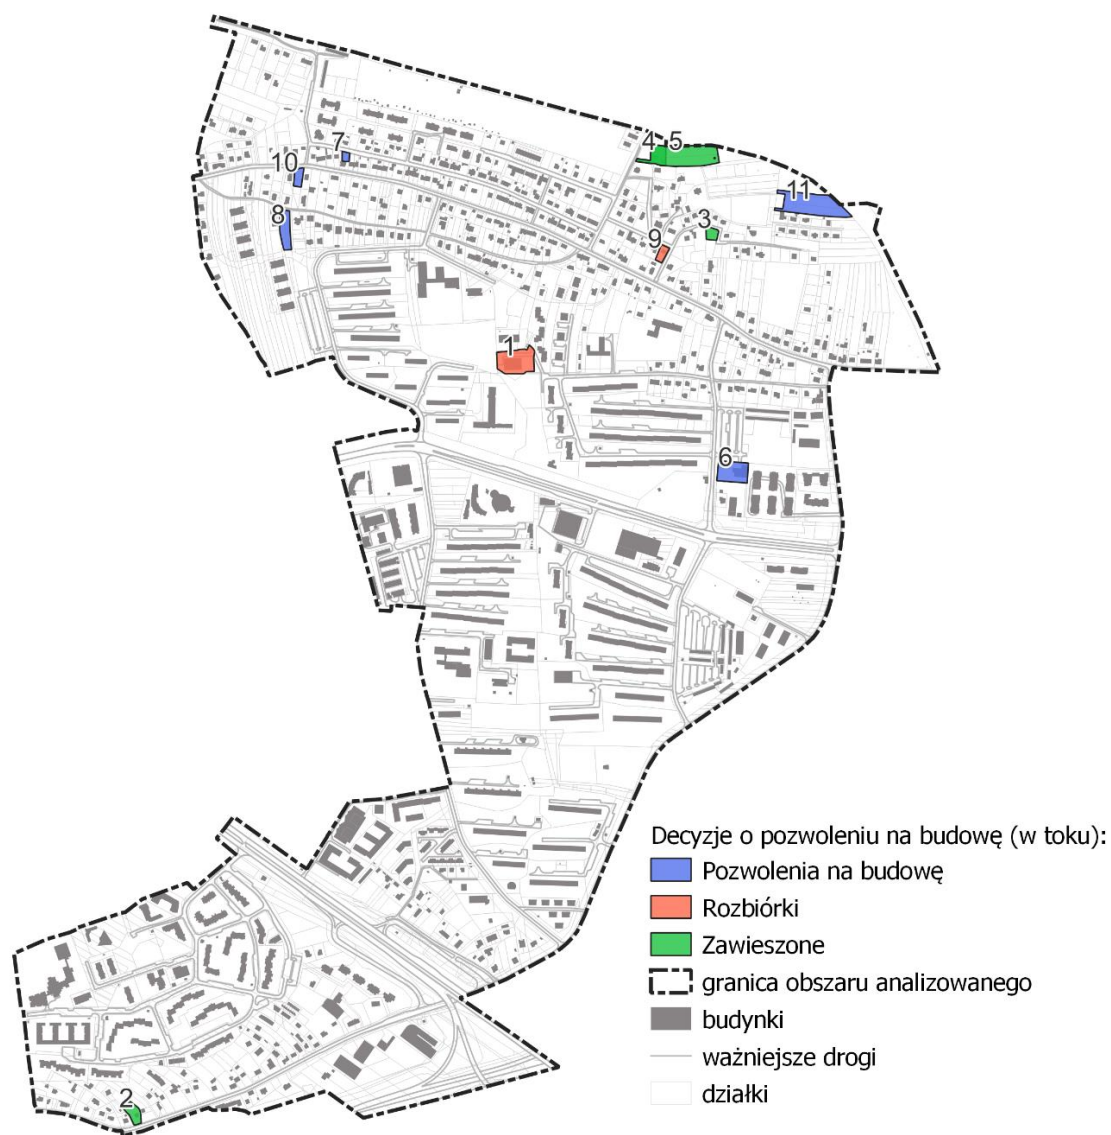 4 5
7
10
11
8
3
9
1
6
Decyzje o pozwoleniu na budowę (w toku):
Pozwolenia na budowę
Rozbiórki
Zawieszone
granica obszaru analizowanego
budynki
ważniejsze drogi
działki
2